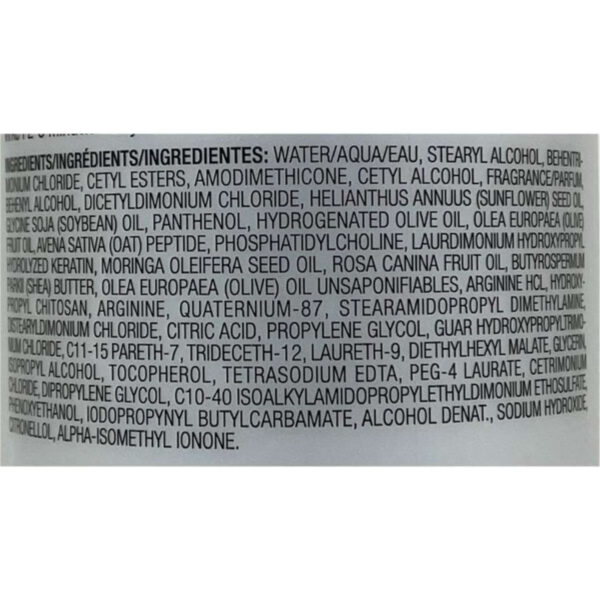 INGREDIENTS/INGRÉDIENTS/INGREDIENTES: WATER/AQUA/EAU, STEARYL ALCOHOL, BEHENTRI-
MONIUM CHLORIDE, CETYL ESTERS, AMODIMETHICONE, CETYL ALCOHOL, FRAGRANCE/PARFUM,
BEHENYL ALCOHOL, DICETYLDIMONIUM CHLORIDE, HELIANTHUS ANNUUS (SUNFLOWER) SEED OIL,
GLYCINE SOJA (SOYBEAN) OIL, PANTHENOL, HYDROGENATED OLIVE OIL, OLEA EUROPAEA (OLIVE)
FRUIT OIL, AVENA SATIVA (OAT) PEPTIDE, PHOSPHATIDYLCHOLINE, LAURDIMONIUM HYDROXYPROPYL
HYDROLYZED KERATIN, MORINGA OLEIFERA SEED OIL, ROSA CANINA FRUIT OIL, BUTYROSPERMUM
PARKII (SHEA) BUTTER, OLEA EUROPAEA (OLIVE) OIL UNSAPONIFIABLES, ARGININE HCL, HYDROXY-
PROPYL CHITOSAN, ARGININE, QUATERNIUM-87, STEARAMIDOPROPYL DIMETHYLAMINE,
DISTEARYLDIMONIUM CHLORIDE, CITRIC ACID, PROPYLENE GLYCOL, GUAR HYDROXYPROPYLTRIMO-
NIUM CHLORIDE, C11-15 PARETH-7, TRIDECETH-12, LAURETH-9, DIETHYLHEXYL MALATE, GLYCERIN,
ISOPROPYL ALCOHOL, TOCOPHEROL, TETRASODIUM EDTA, PEG-4 LAURATE, CETRIMONIUM
CHLORIDE, DIPROPYLENE GLYCOL, C10-40 ISOALKYLAMIDOPROPYLETHYLDIMONIUM ETHOSULFATE,
PHENOXYETHANOL, IODOPROPYNYL BUTYLCARBAMATE, ALCOHOL DENAT., SODIUM HYDROXIDE,
CITRONELLOL, ALPHA-ISOMETHYL IONONE.